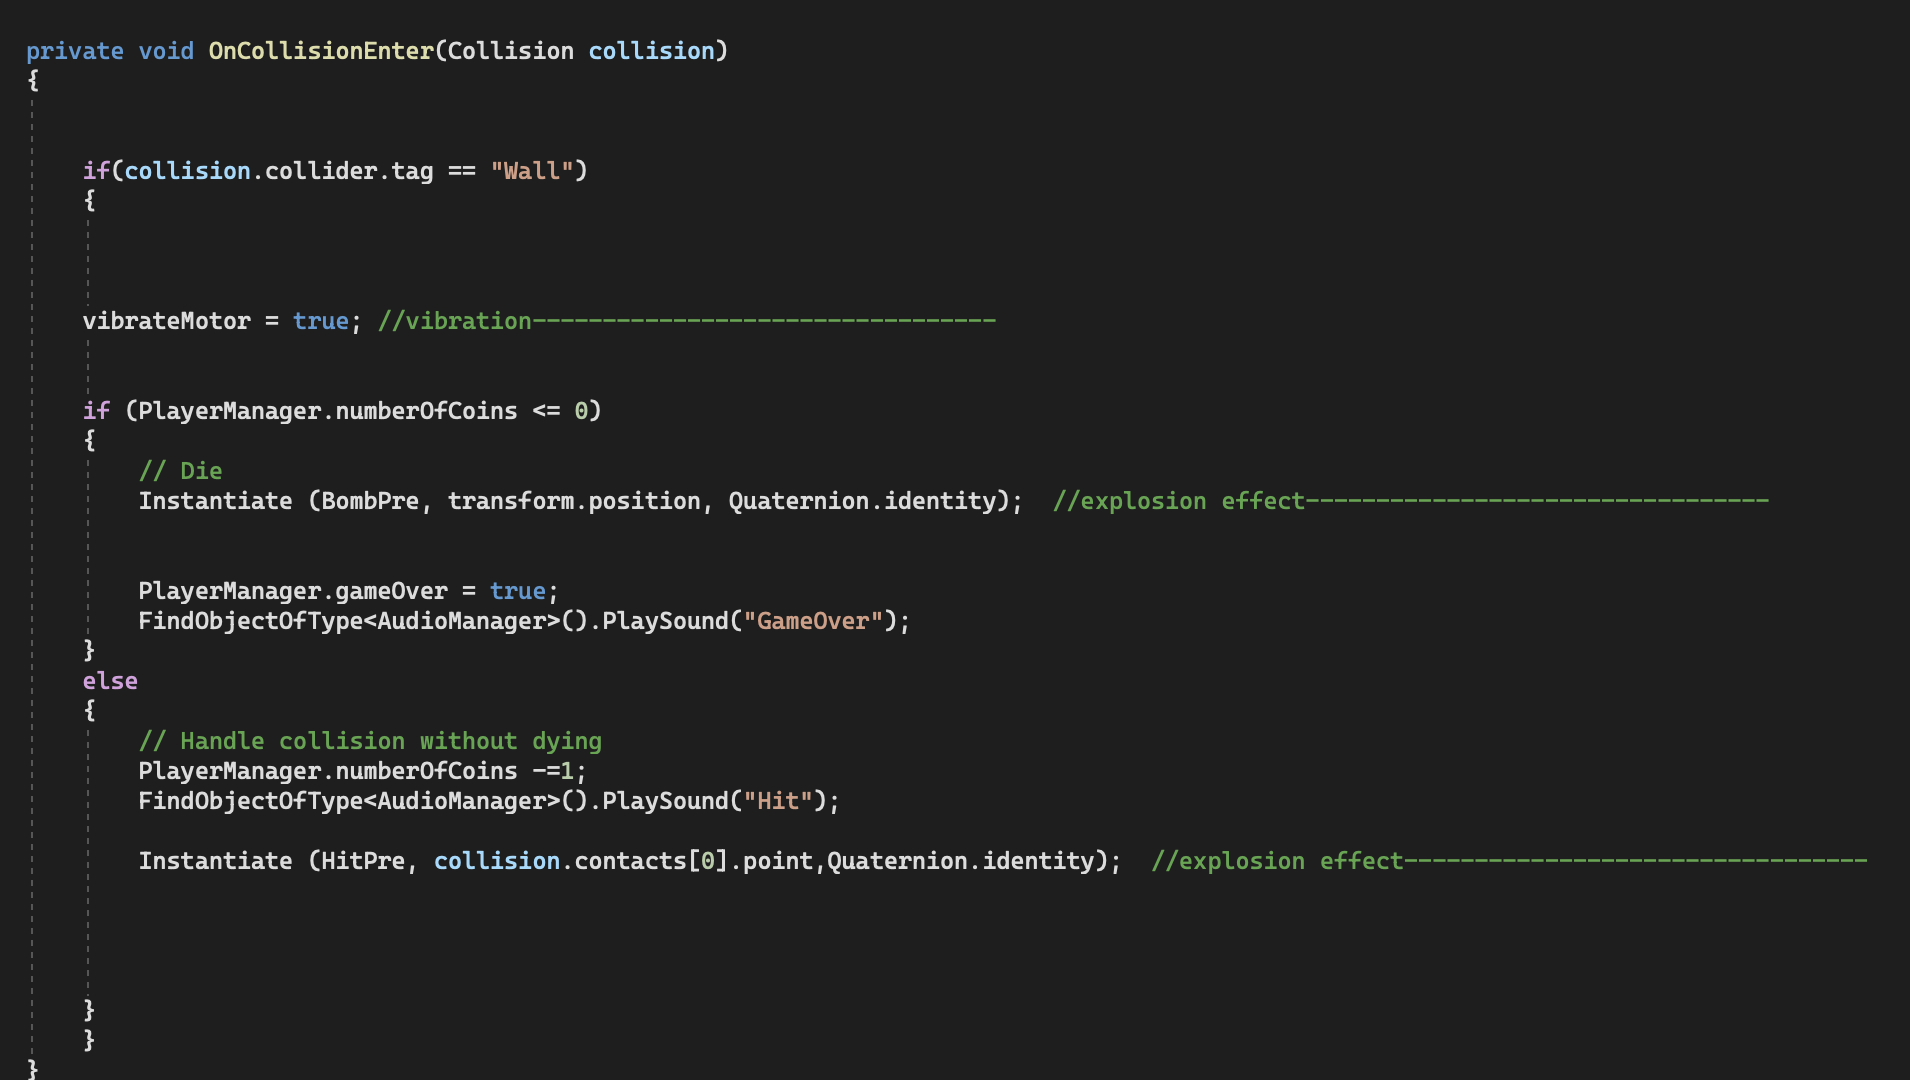 private void OnCollisionEnter(Collision collision)
{
if(collision.collider.tag == "Wall")
{
vibrateMotor = true; //vibration---------------------------------
if (PlayerManager.numberOfCoins <= 0)
{
// Die
Instantiate (BombPre, transform.position, Quaternion.identity);  //explosion effect---------------------------------
PlayerManager.gameOver = true;
FindObjectOfType<AudioManager>().PlaySound("GameOver");
}
else
{
// Handle collision without dying
PlayerManager.numberOfCoins -=1;
FindObjectOfType<AudioManager>().PlaySound("Hit");
Instantiate (HitPre, collision.contacts[0].point,Quaternion.identity);  //explosion effect---------------------------------
}
}
}